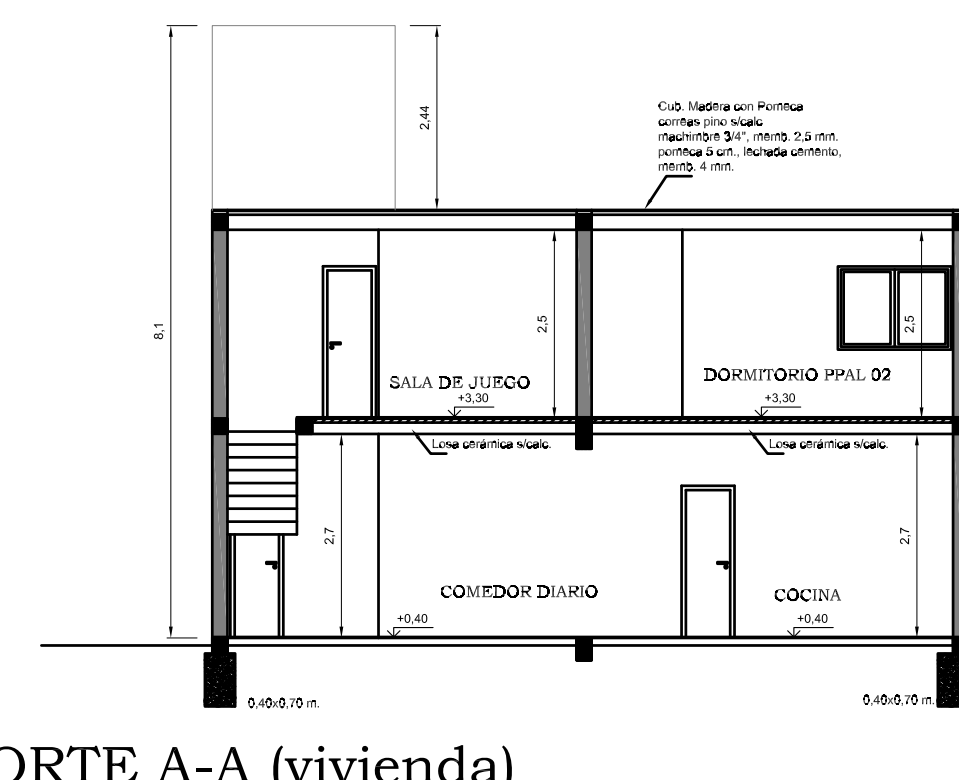 2,44
Cub. Madera con Pomeca
correas pino s/calc
machimbre 3/4", memb. 2,5 mm.
pomeca 5 cm., lechada cemento,
memb. 4 mm.
8,1
2,5
2,5
SALA DE JUEGO
DORMITORIO PPAL 02
+3,30
+3,30
Losa cerámica s/calc.
Losa cerámica s/calc.
2,7
2,7
COMEDOR DIARIO
COCINA
+0,40
+0,40
0,40x0,70 m.
0,40x0,70 m.
ORTE A-A (vivienda)